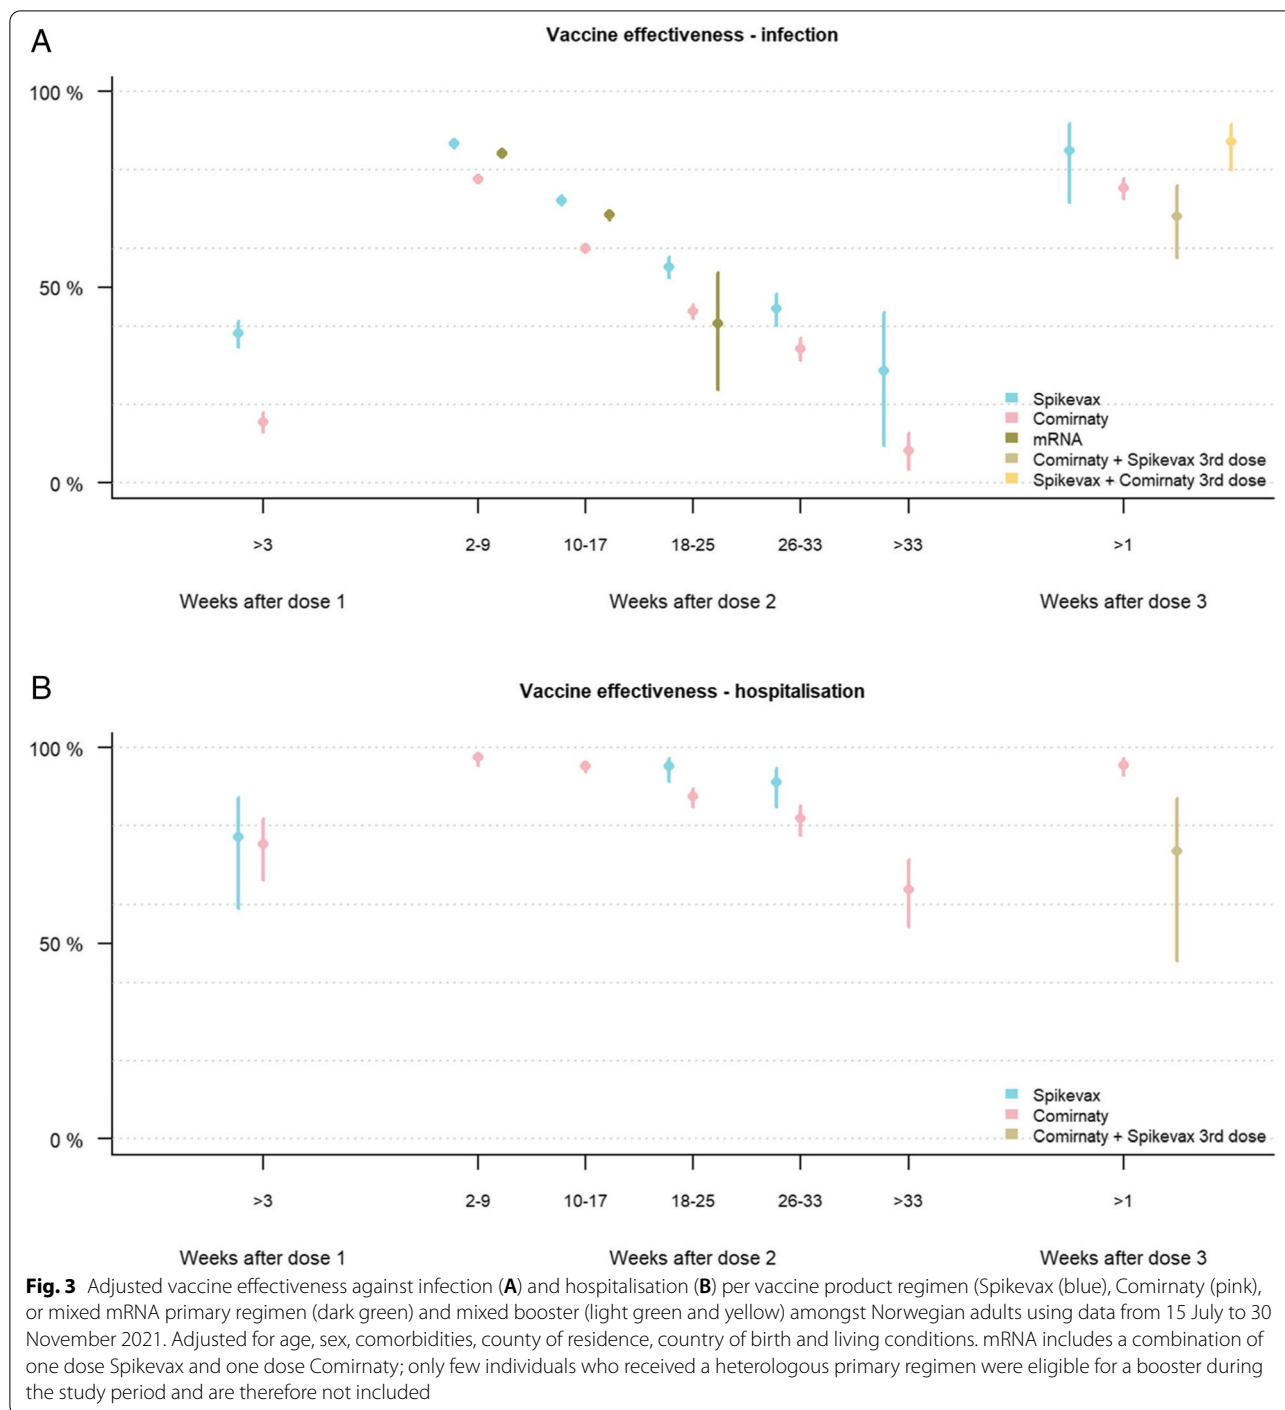 A
Vaccine effectiveness - infection
100 %
50 %
0 %
Spikevax
Comirnaty
mRNA
Comirnaty + Spikevax 3rd dose
Spikevax + Comirnaty 3rd dose
>3
2-9
10-17
18-25
26-33
>33
>1
Weeks after dose 1
Weeks after dose 2
Weeks after dose 3
B
Vaccine effectiveness - hospitalisation
100 %
50 %
0 %
Spikevax
Comirnaty
Comirnaty + Spikevax 3rd dose
>3
2-9
10-17
18-25
26-33
>33
>1
Weeks after dose 1
Weeks after dose 2
Weeks after dose 3
Fig. 3 Adjusted vaccine effectiveness against infection (A) and hospitalisation (B) per vaccine product regimen (Spikevax (blue), Comirnaty (pink),
or mixed mRNA primary regimen (dark green) and mixed booster (light green and yellow) amongst Norwegian adults using data from 15 July to 30
November 2021. Adjusted for age, sex, comorbidities, county of residence, country of birth and living conditions. mRNA includes a combination of
one dose Spikevax and one dose Comirnaty; only few individuals who received a heterologous primary regimen were eligible for a booster during
the study period and are therefore not included